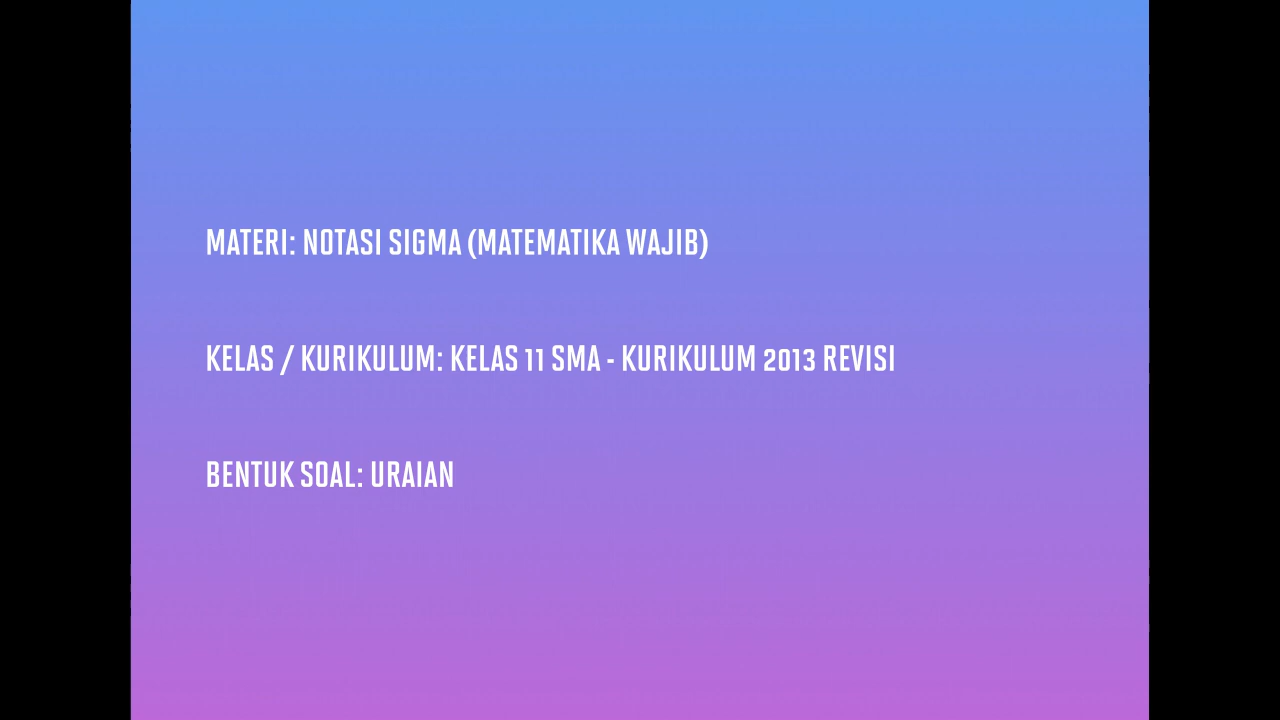 MATERI: NOTASI SIGMA (MATEMATIKA WAJIB)
KELAS / KURIKULUM: KELAS 11 SMA - KURIKULUM 2013 REVISI
BENTUK SOAL: URAIAN